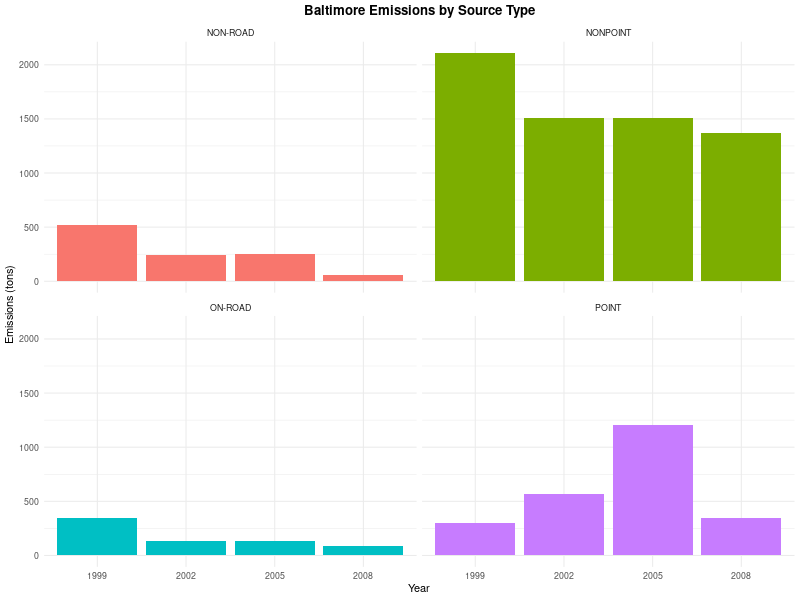 Baltimore Emissions by Source Type
NON-ROAD
NONPOINT
2000
1500
1000
500
0
ON-ROAD
POINT
2000
1500
1000
500
0
Emissions (tons)
1999 2002 2005 2008 1999 2002 2005 2008
Year